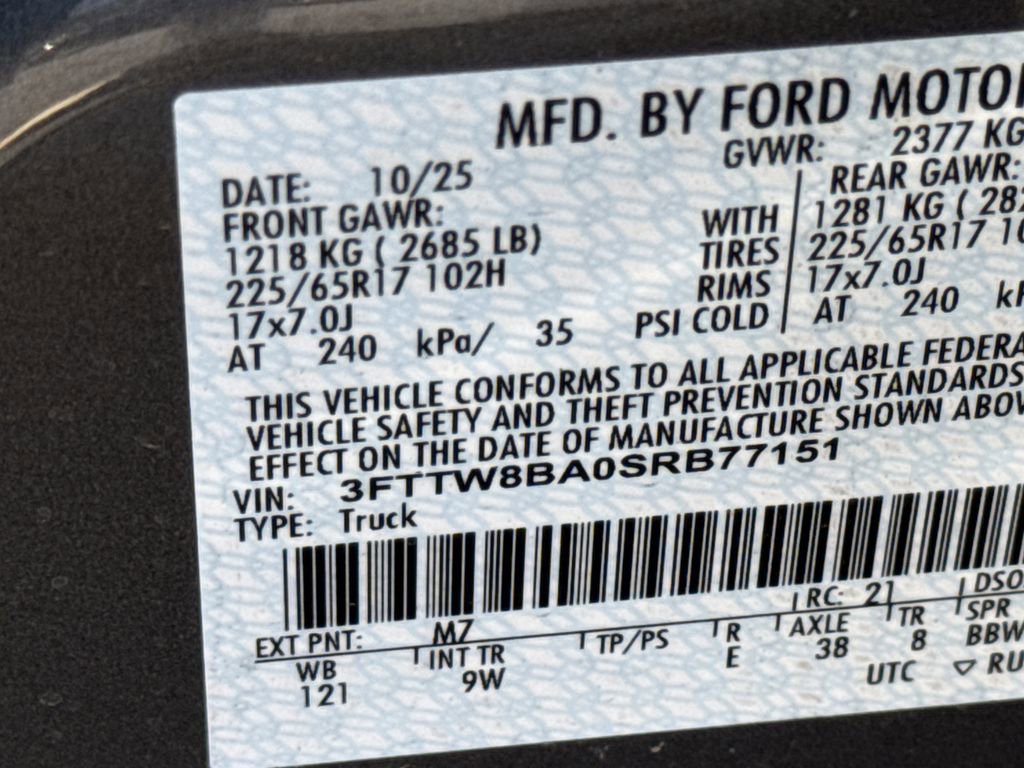 MFD. BY FORD MOTO
GVWR: 2377 KG
DATE: 10/25
FRONT GAWR: REAR GAWR:
1218 KG ( 2685 LB) WITH 1281 KG ( 282
225/65R17 102H TIRES 225/65R17 10
17x7.0J RIMS 17x7.0J
AT 240 kPa/ 35 PSI COLD AT 240 kP
THIS VEHICLE CONFORMS TO ALL APPLICABLE FEDERA
VEHICLE SAFETY AND THEFT PREVENTION STANDARDS
EFFECT ON THE DATE OF MANUFACTURE SHOWN ABOV
VIN: 3FTTW8BA0SRB77151
TYPE: Truck
EXT PNT: M7 RC: 21 DSO
WB INT TR TP/PS R AXLE TR SPR
121 9W E 38 8 BBW
UTC ▽ RU